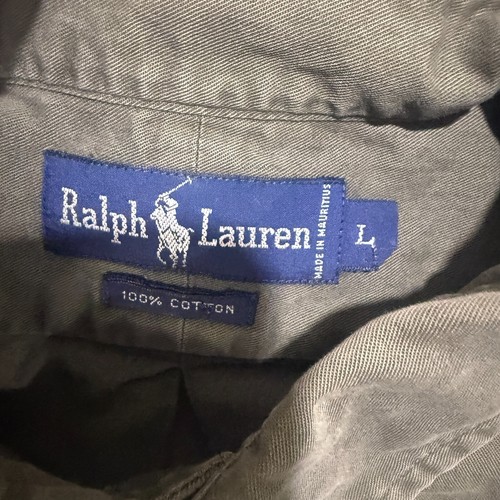 Ralph Lauren
MADE IN MAURITIUS
L
100% COTTON